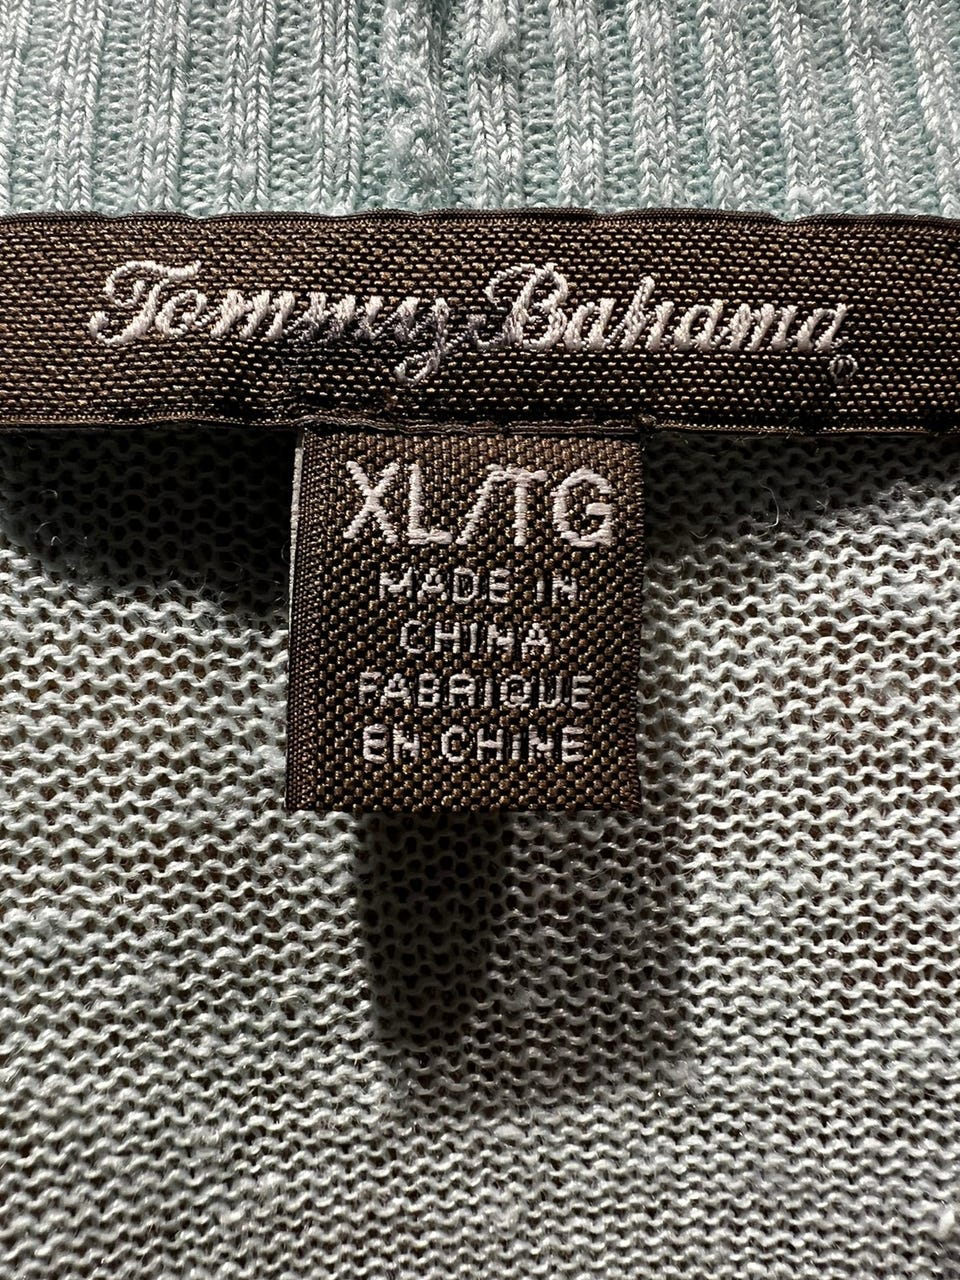 Tommy Bahama®
XL/TG
MADE IN
CHINA
FABRIQUE
EN CHINE